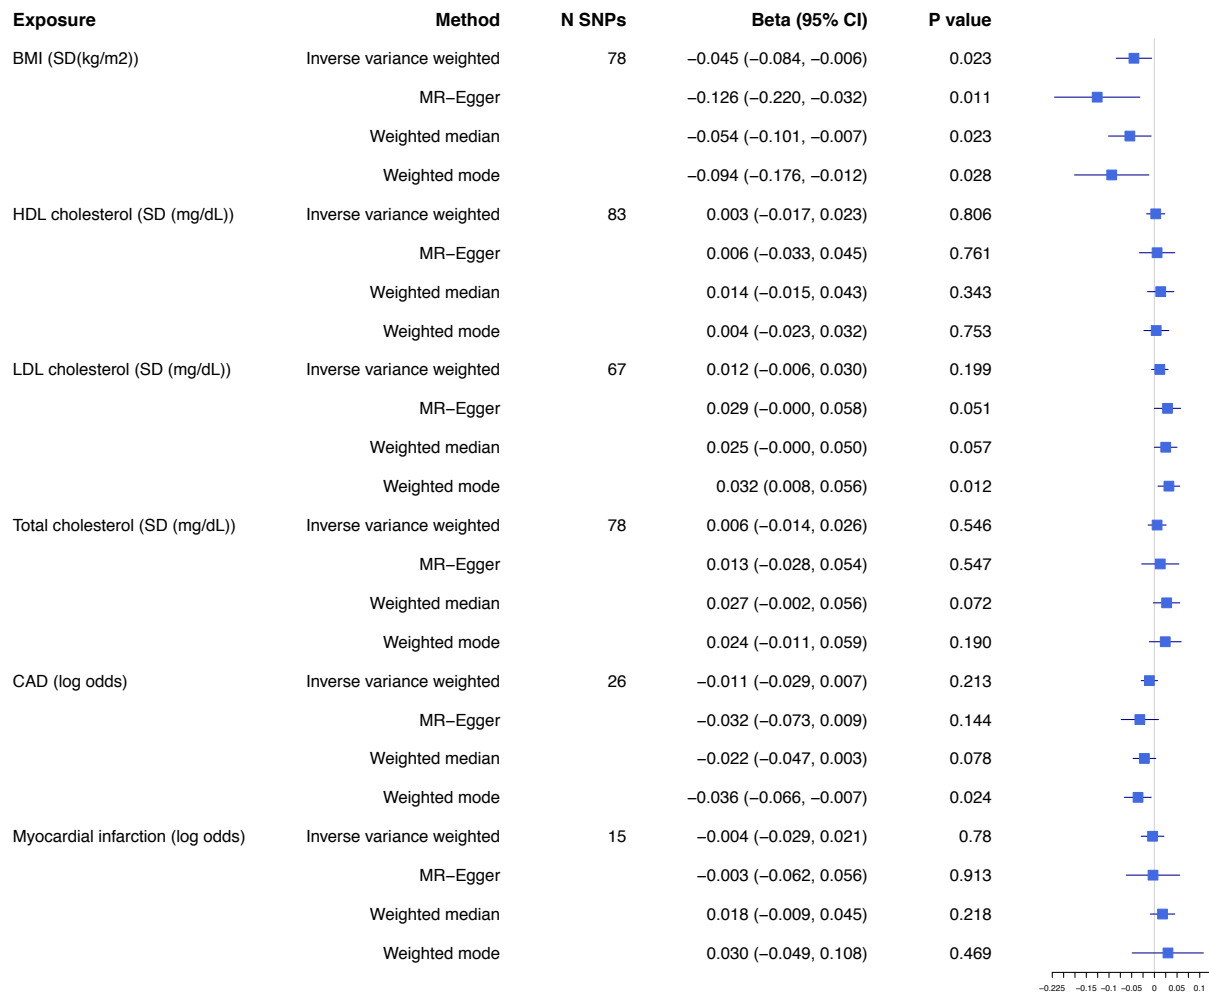 Exposure Method N SNPs Beta (95% CI) P value
BMI (SD(kg/m2)) Inverse variance weighted 78 −0.045 (−0.084, −0.006) 0.023
MR−Egger −0.126 (−0.220, −0.032) 0.011
Weighted median −0.054 (−0.101, −0.007) 0.023
Weighted mode −0.094 (−0.176, −0.012) 0.028
HDL cholesterol (SD (mg/dL)) Inverse variance weighted 83 0.003 (−0.017, 0.023) 0.806
MR−Egger 0.006 (−0.033, 0.045) 0.761
Weighted median 0.014 (−0.015, 0.043) 0.343
Weighted mode 0.004 (−0.023, 0.032) 0.753
LDL cholesterol (SD (mg/dL)) Inverse variance weighted 67 0.012 (−0.006, 0.030) 0.199
MR−Egger 0.029 (−0.000, 0.058) 0.051
Weighted median 0.025 (−0.000, 0.050) 0.057
Weighted mode 0.032 (0.008, 0.056) 0.012
Total cholesterol (SD (mg/dL)) Inverse variance weighted 78 0.006 (−0.014, 0.026) 0.546
MR−Egger 0.013 (−0.028, 0.054) 0.547
Weighted median 0.027 (−0.002, 0.056) 0.072
Weighted mode 0.024 (−0.011, 0.059) 0.190
CAD (log odds) Inverse variance weighted 26 −0.011 (−0.029, 0.007) 0.213
MR−Egger −0.032 (−0.073, 0.009) 0.144
Weighted median −0.022 (−0.047, 0.003) 0.078
Weighted mode −0.036 (−0.066, −0.007) 0.024
Myocardial infarction (log odds) Inverse variance weighted 15 −0.004 (−0.029, 0.021) 0.78
MR−Egger −0.003 (−0.062, 0.056) 0.913
Weighted median 0.018 (−0.009, 0.045) 0.218
Weighted mode 0.030 (−0.049, 0.108) 0.469
−0.225 −0.15 −0.1 −0.05 0 0.05 0.1